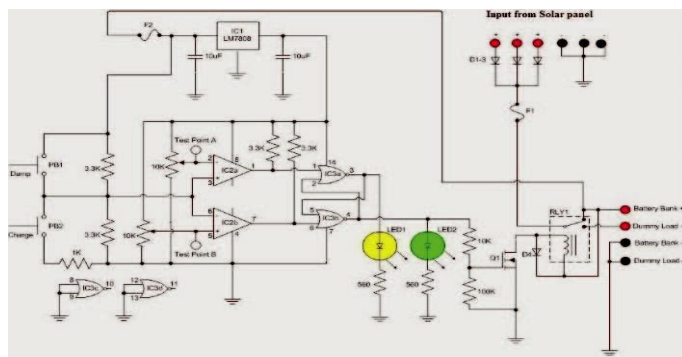 Input from Solar panel
F2
IC1
LM7808
10uF
10uF
D1-3
F1
Test Point A
3.3K
3.3K
PB1
3.3K
10K
IC2a
IC3a
Damp
PB2
3.3K
10K
IC2b
IC3b
Charge
Test Point B
1K
LED1
LED2
10K
Q1
D4
RLY1
Battery Bank +
Dummy Load
Battery Bank
Dummy Load
560
560
100K
IC3c
IC3d